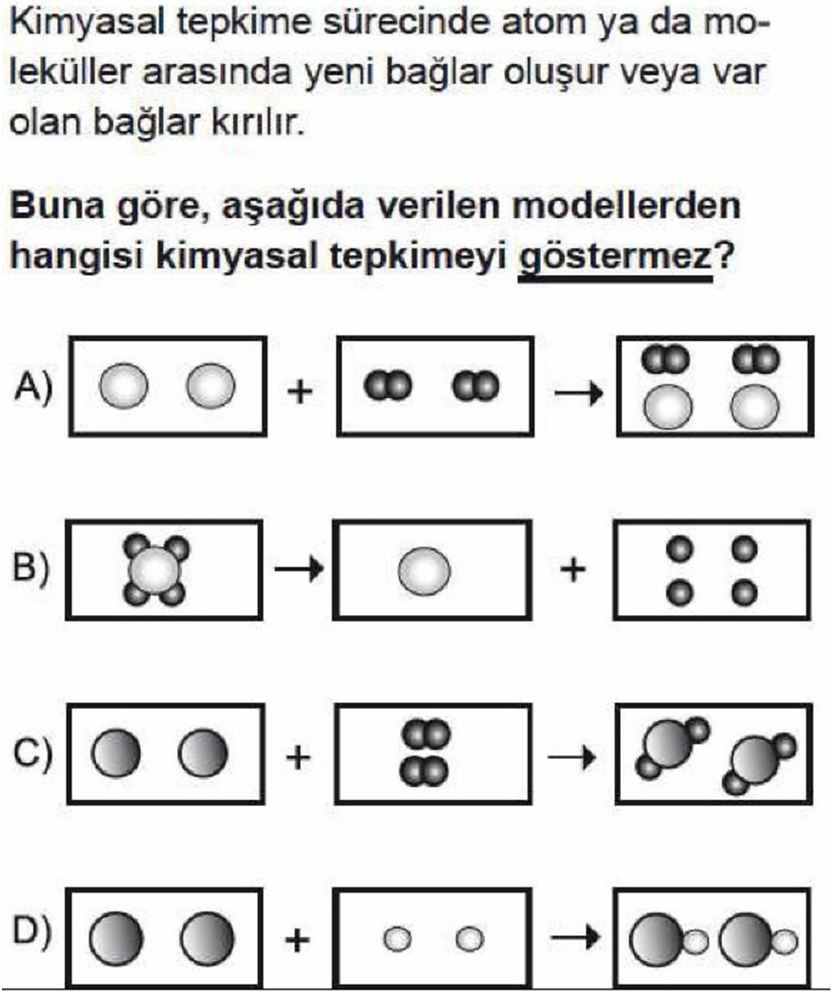 Kimyasal tepkime sürecinde atom ya da mo-
leküller arasında yeni bağlar oluşur veya var
olan bağlar kırılır.
Buna göre, aşağıda verilen modellerden
hangisi kimyasal tepkimeyi göstermez?
A) + →
B) → +
C) + →
D) + →